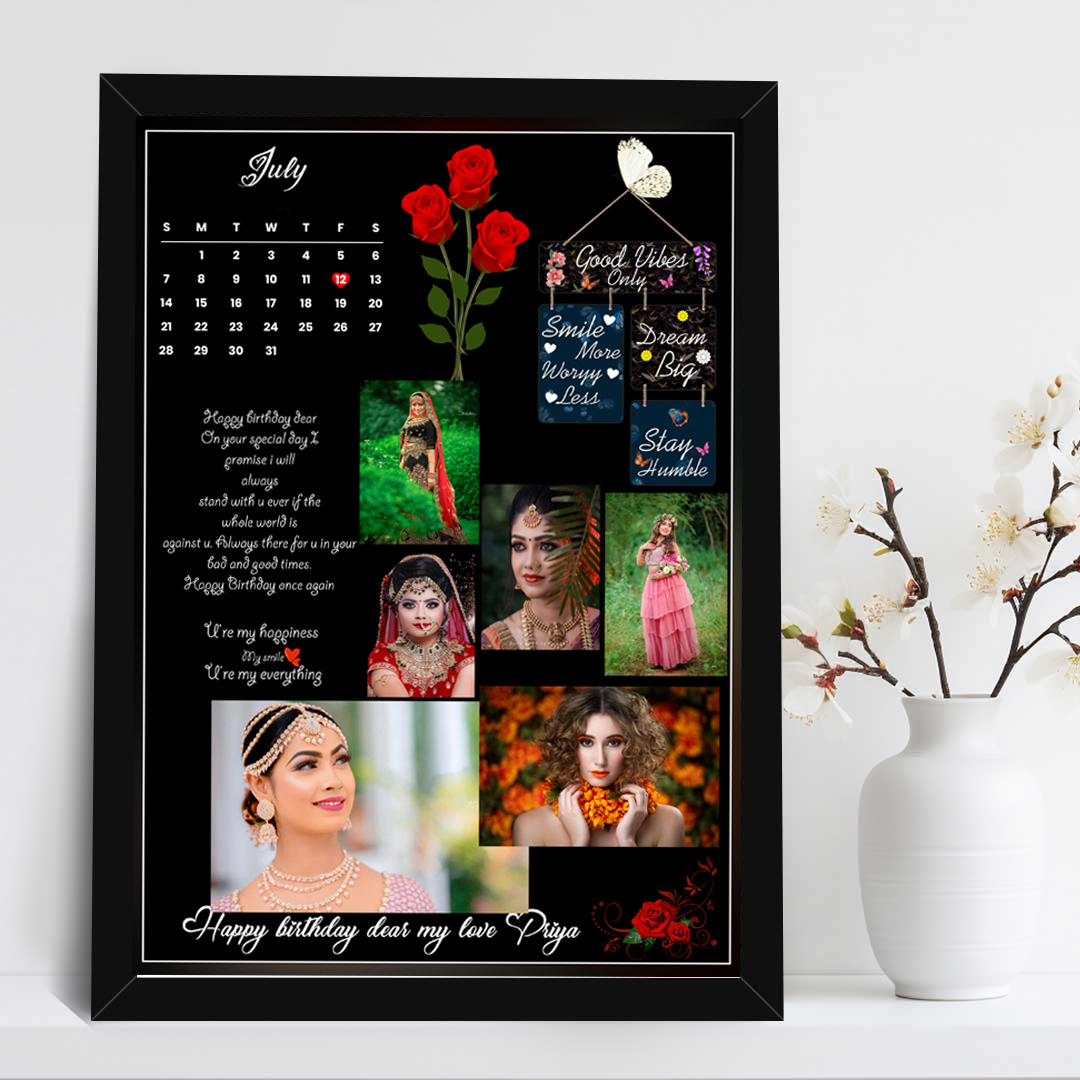 July
S M T W T F S
1 2 3 4 5 6
7 8 9 10 11 12 13
14 15 16 17 18 19 20
21 22 23 24 25 26 27
28 29 30 31
Good Vibes
Only
Smile
More
Woryy
Less
Dream
Big
Stay
Humble
Happy birthday dear
On your special day I
promise i will
always
stand with u ever if the
whole world is
against u. Always there for u in your
bad and good times.
Happy Birthday once again
U're my happiness
My smile
U're my everything
Happy birthday dear my love Priya